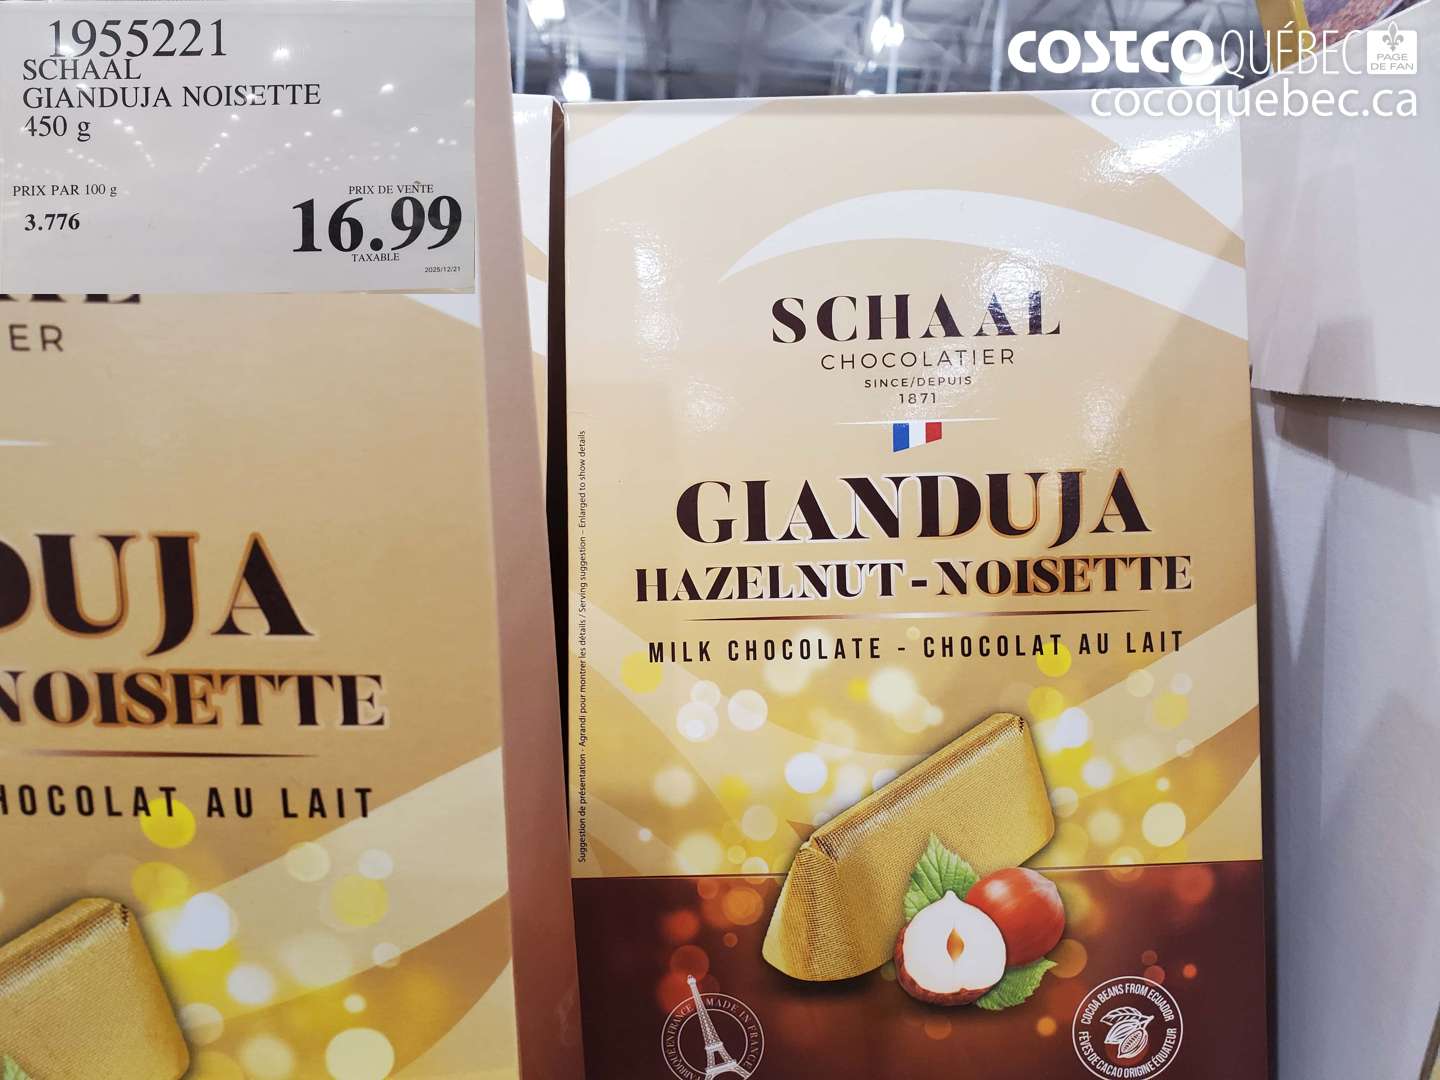 1955221
SCHAAL
GIANDUJA NOISETTE
450 g
PRIX PAR 100 g
3.776
PRIX DE VENTE
16.99
TAXABLE
2025/12/21
COSTCO QUÉBEC
PAGE
DE FAN
cocoquebec.ca
ER
DUJA
NOISETTE
HOCOLAT AU LAIT
SCHAAL
CHOCOLATIER
SINCE/DEPUIS
1871
GIANDUJA
HAZELNUT-NOISETTE
MILK CHOCOLATE - CHOCOLAT AU LAIT
Suggestion de présentation - Agrandi pour montrer les détails / Serving suggestion – Enlarged to show details
MADE IN FRANCE
FABRIQUÉ EN FRANCE
COCOA BEANS FROM ECUADOR
FÈVES DE CACAO ORIGINE ÉQUATEUR